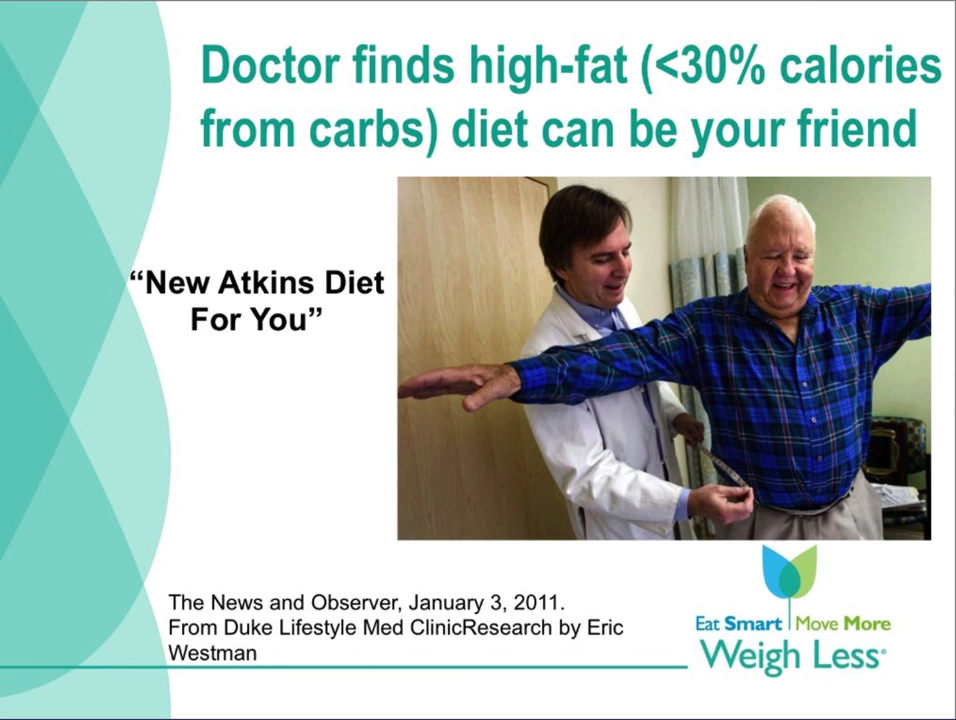 Doctor finds high-fat (<30% calories
from carbs) diet can be your friend
“New Atkins Diet
For You”
The News and Observer, January 3, 2011.
From Duke Lifestyle Med ClinicResearch by Eric
Westman
Eat Smart | Move More
Weigh Less®